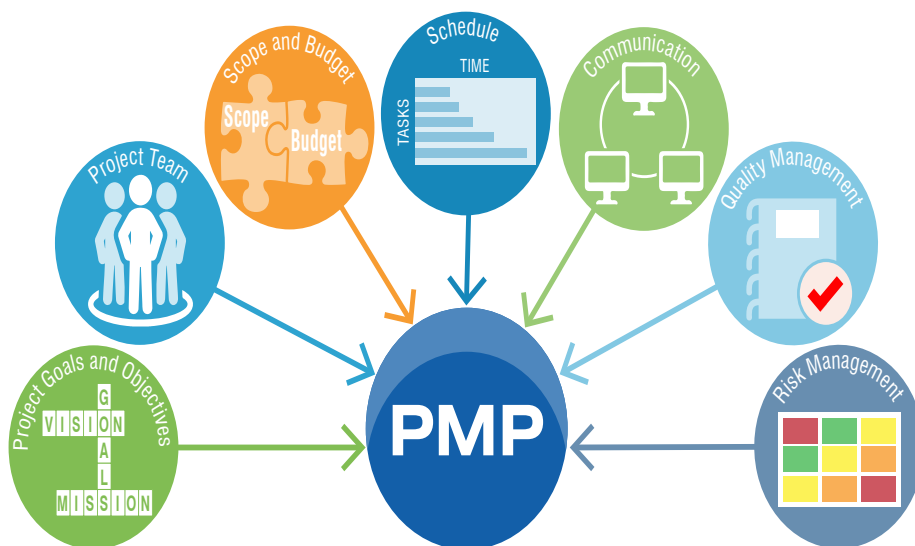 Project Goals and Objectives
GOALS
VISION
MISSION
Project Team
Scope and Budget
Scope
Budget
Schedule
TIME
TASKS
Communication
Quality Management
Risk Management
PMP